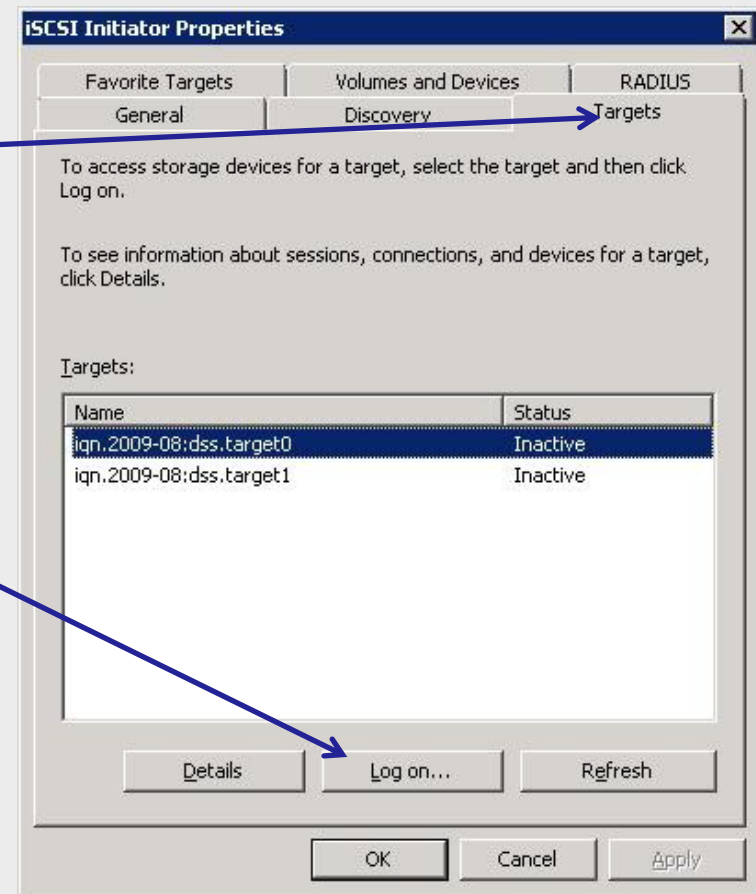 iSCSI Initiator Properties
Favorite Targets Volumes and Devices RADIUS
General Discovery Targets
To access storage devices for a target, select the target and then click
Log on.
To see information about sessions, connections, and devices for a target,
click Details.
Targets:
Name Status
iqn.2009-08:dss.target0 Inactive
iqn.2009-08:dss.target1 Inactive
Details Log on... Refresh
OK Cancel Apply